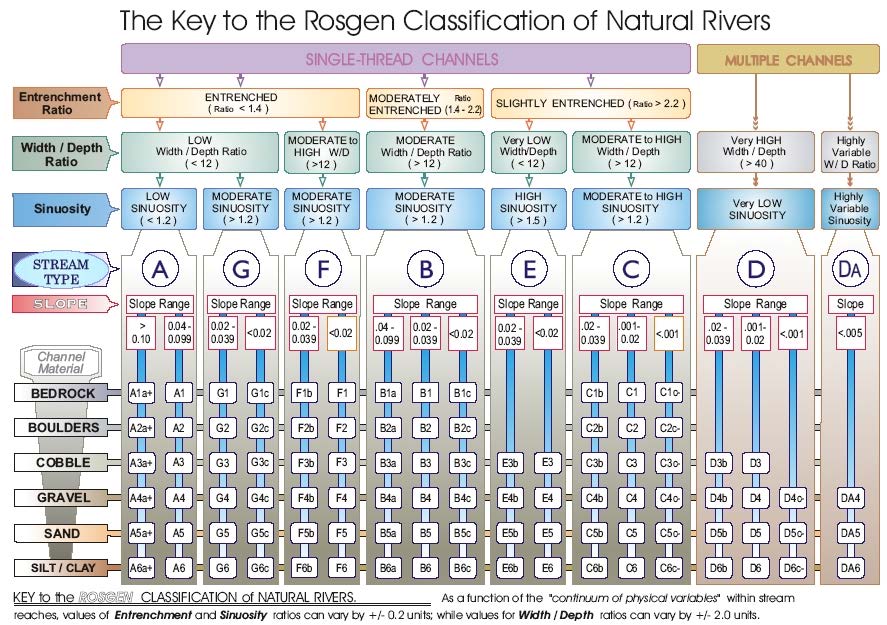 The Key to the Rosgen Classification of Natural Rivers
SINGLE-THREAD CHANNELS
MULTIPLE CHANNELS
Entrenchment
Ratio
ENTRENCHED
( Ratio < 1.4 )
MODERATELY Ratio
ENTRENCHED (1.4 - 2.2)
SLIGHTLY ENTRENCHED ( Ratio > 2.2 )
Width / Depth
Ratio
LOW
Width / Depth Ratio
( < 12 )
MODERATE to
HIGH W/D
( >12 )
MODERATE
Width / Depth Ratio
( > 12 )
Very LOW
Width/Depth
( < 12 )
MODERATE to HIGH
Width / Depth
( > 12 )
Very HIGH
Width / Depth
( > 40 )
Highly
Variable
W/ D Ratio
Sinuosity
LOW
SINUOSITY
( < 1.2 )
MODERATE
SINUOSITY
( > 1.2 )
MODERATE
SINUOSITY
( > 1.2 )
MODERATE
SINUOSITY
( > 1.2 )
HIGH
SINUOSITY
( > 1.5 )
MODERATE to HIGH
SINUOSITY
( > 1.2 )
Very LOW
SINUOSITY
Highly
Variable
Sinuosity
STREAM
TYPE
A G F B E C D DA
SLOPE
Slope Range Slope Range Slope Range Slope Range Slope Range Slope Range Slope Range Slope
> 0.10
0.04 - 0.099
0.02 - 0.039
<0.02
0.02 - 0.039
<0.02
.04 - 0.099
0.02 - 0.039
<0.02
0.02 - 0.039
<0.02
.02 - 0.039
.001- 0.02
<.001
.02 - 0.039
.001- 0.02
<.001
<.005
Channel
Material
BEDROCK A1a+ A1 G1 G1c F1b F1 B1a B1 B1c C1b C1 C1c-
BOULDERS A2a+ A2 G2 G2c F2b F2 B2a B2 B2c C2b C2 C2c-
COBBLE A3a+ A3 G3 G3c F3b F3 B3a B3 B3c E3b E3 C3b C3 C3c- D3b D3
GRAVEL A4a+ A4 G4 G4c F4b F4 B4a B4 B4c E4b E4 C4b C4 C4c- D4b D4 D4c- DA4
SAND A5a+ A5 G5 G5c F5b F5 B5a B5 B5c E5b E5 C5b C5 C5c- D5b D5 D5c- DA5
SILT / CLAY A6a+ A6 G6 G6c F6b F6 B6a B6 B6c E6b E6 C6b C6 C6c- D6b D6 D6c- DA6
KEY to the ROSGEN CLASSIFICATION of NATURAL RIVERS. As a function of the "continuum of physical variables" within stream
reaches, values of Entrenchment and Sinuosity ratios can vary by +/- 0.2 units; while values for Width / Depth ratios can vary by +/- 2.0 units.